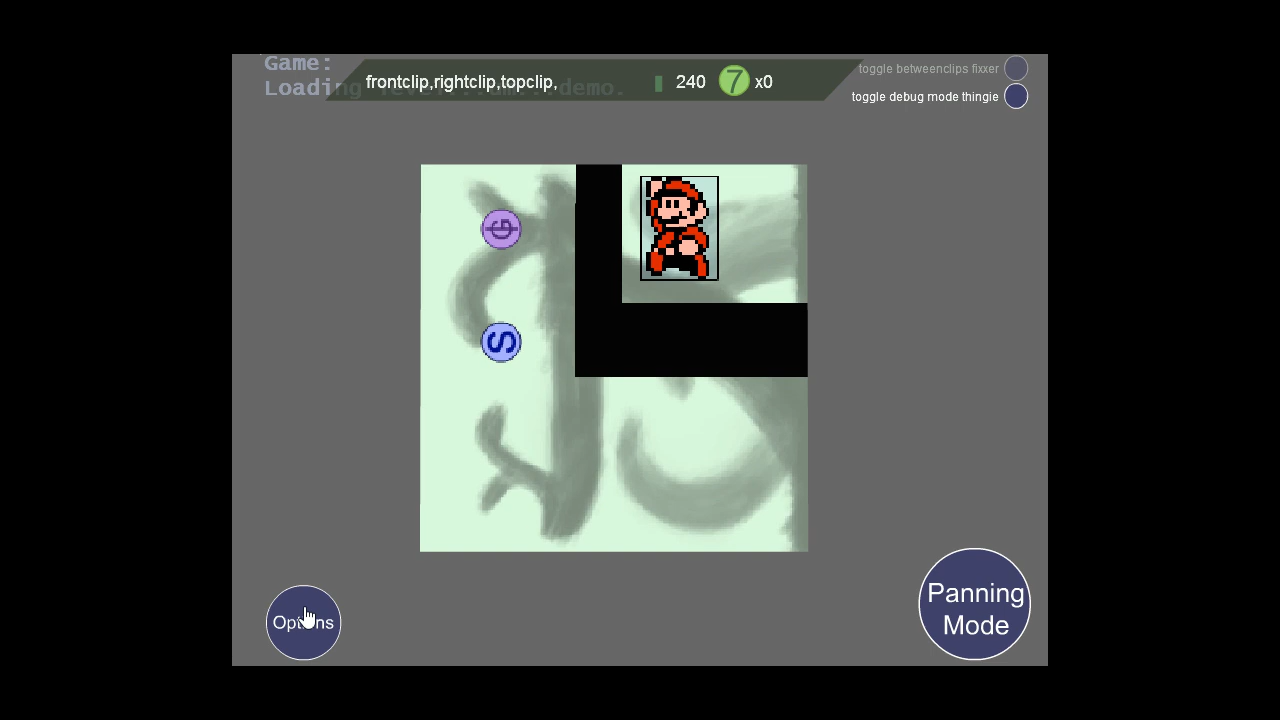 Game:
frontclip,rightclip,topclip,
240
7
x0
toggle betweenclips fixxer
Loading
demo.
toggle debug mode thingie
G
S
Options
Panning
Mode